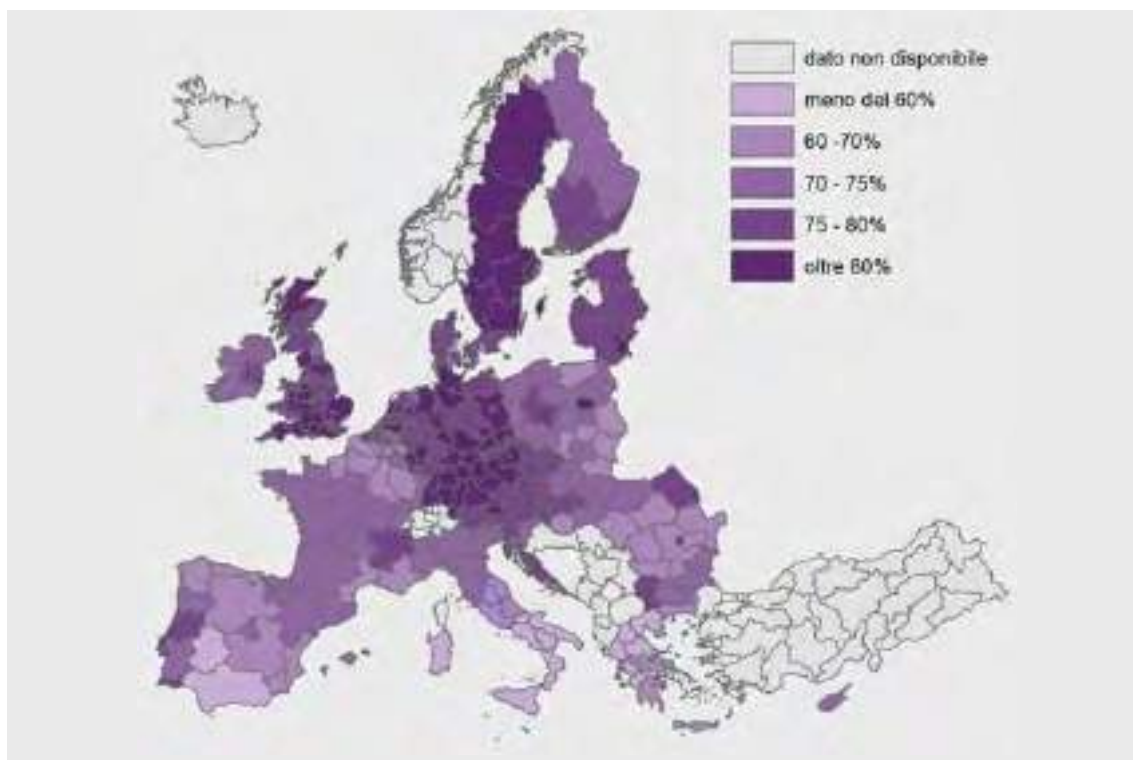 dato non disponibile
meno del 60%
60 -70%
70 - 75%
75 - 80%
oltre 80%